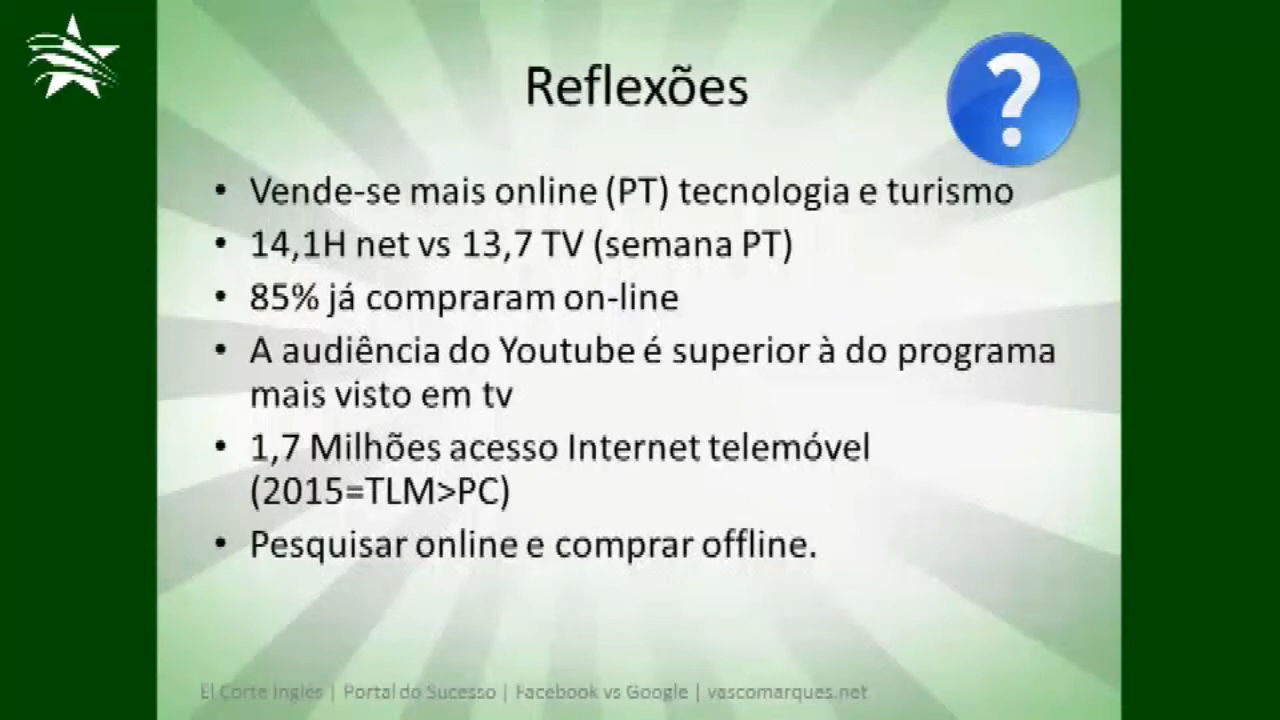 Reflexões
?
• Vende-se mais online (PT) tecnologia e turismo
• 14,1H net vs 13,7 TV (semana PT)
• 85% já compraram on-line
• A audiência do Youtube é superior à do programa
mais visto em tv
• 1,7 Milhões acesso Internet telemóvel
(2015=TLM>PC)
• Pesquisar online e comprar offline.
El Corte Inglés | Portal do Sucesso | Facebook vs Google | vascomarques.net